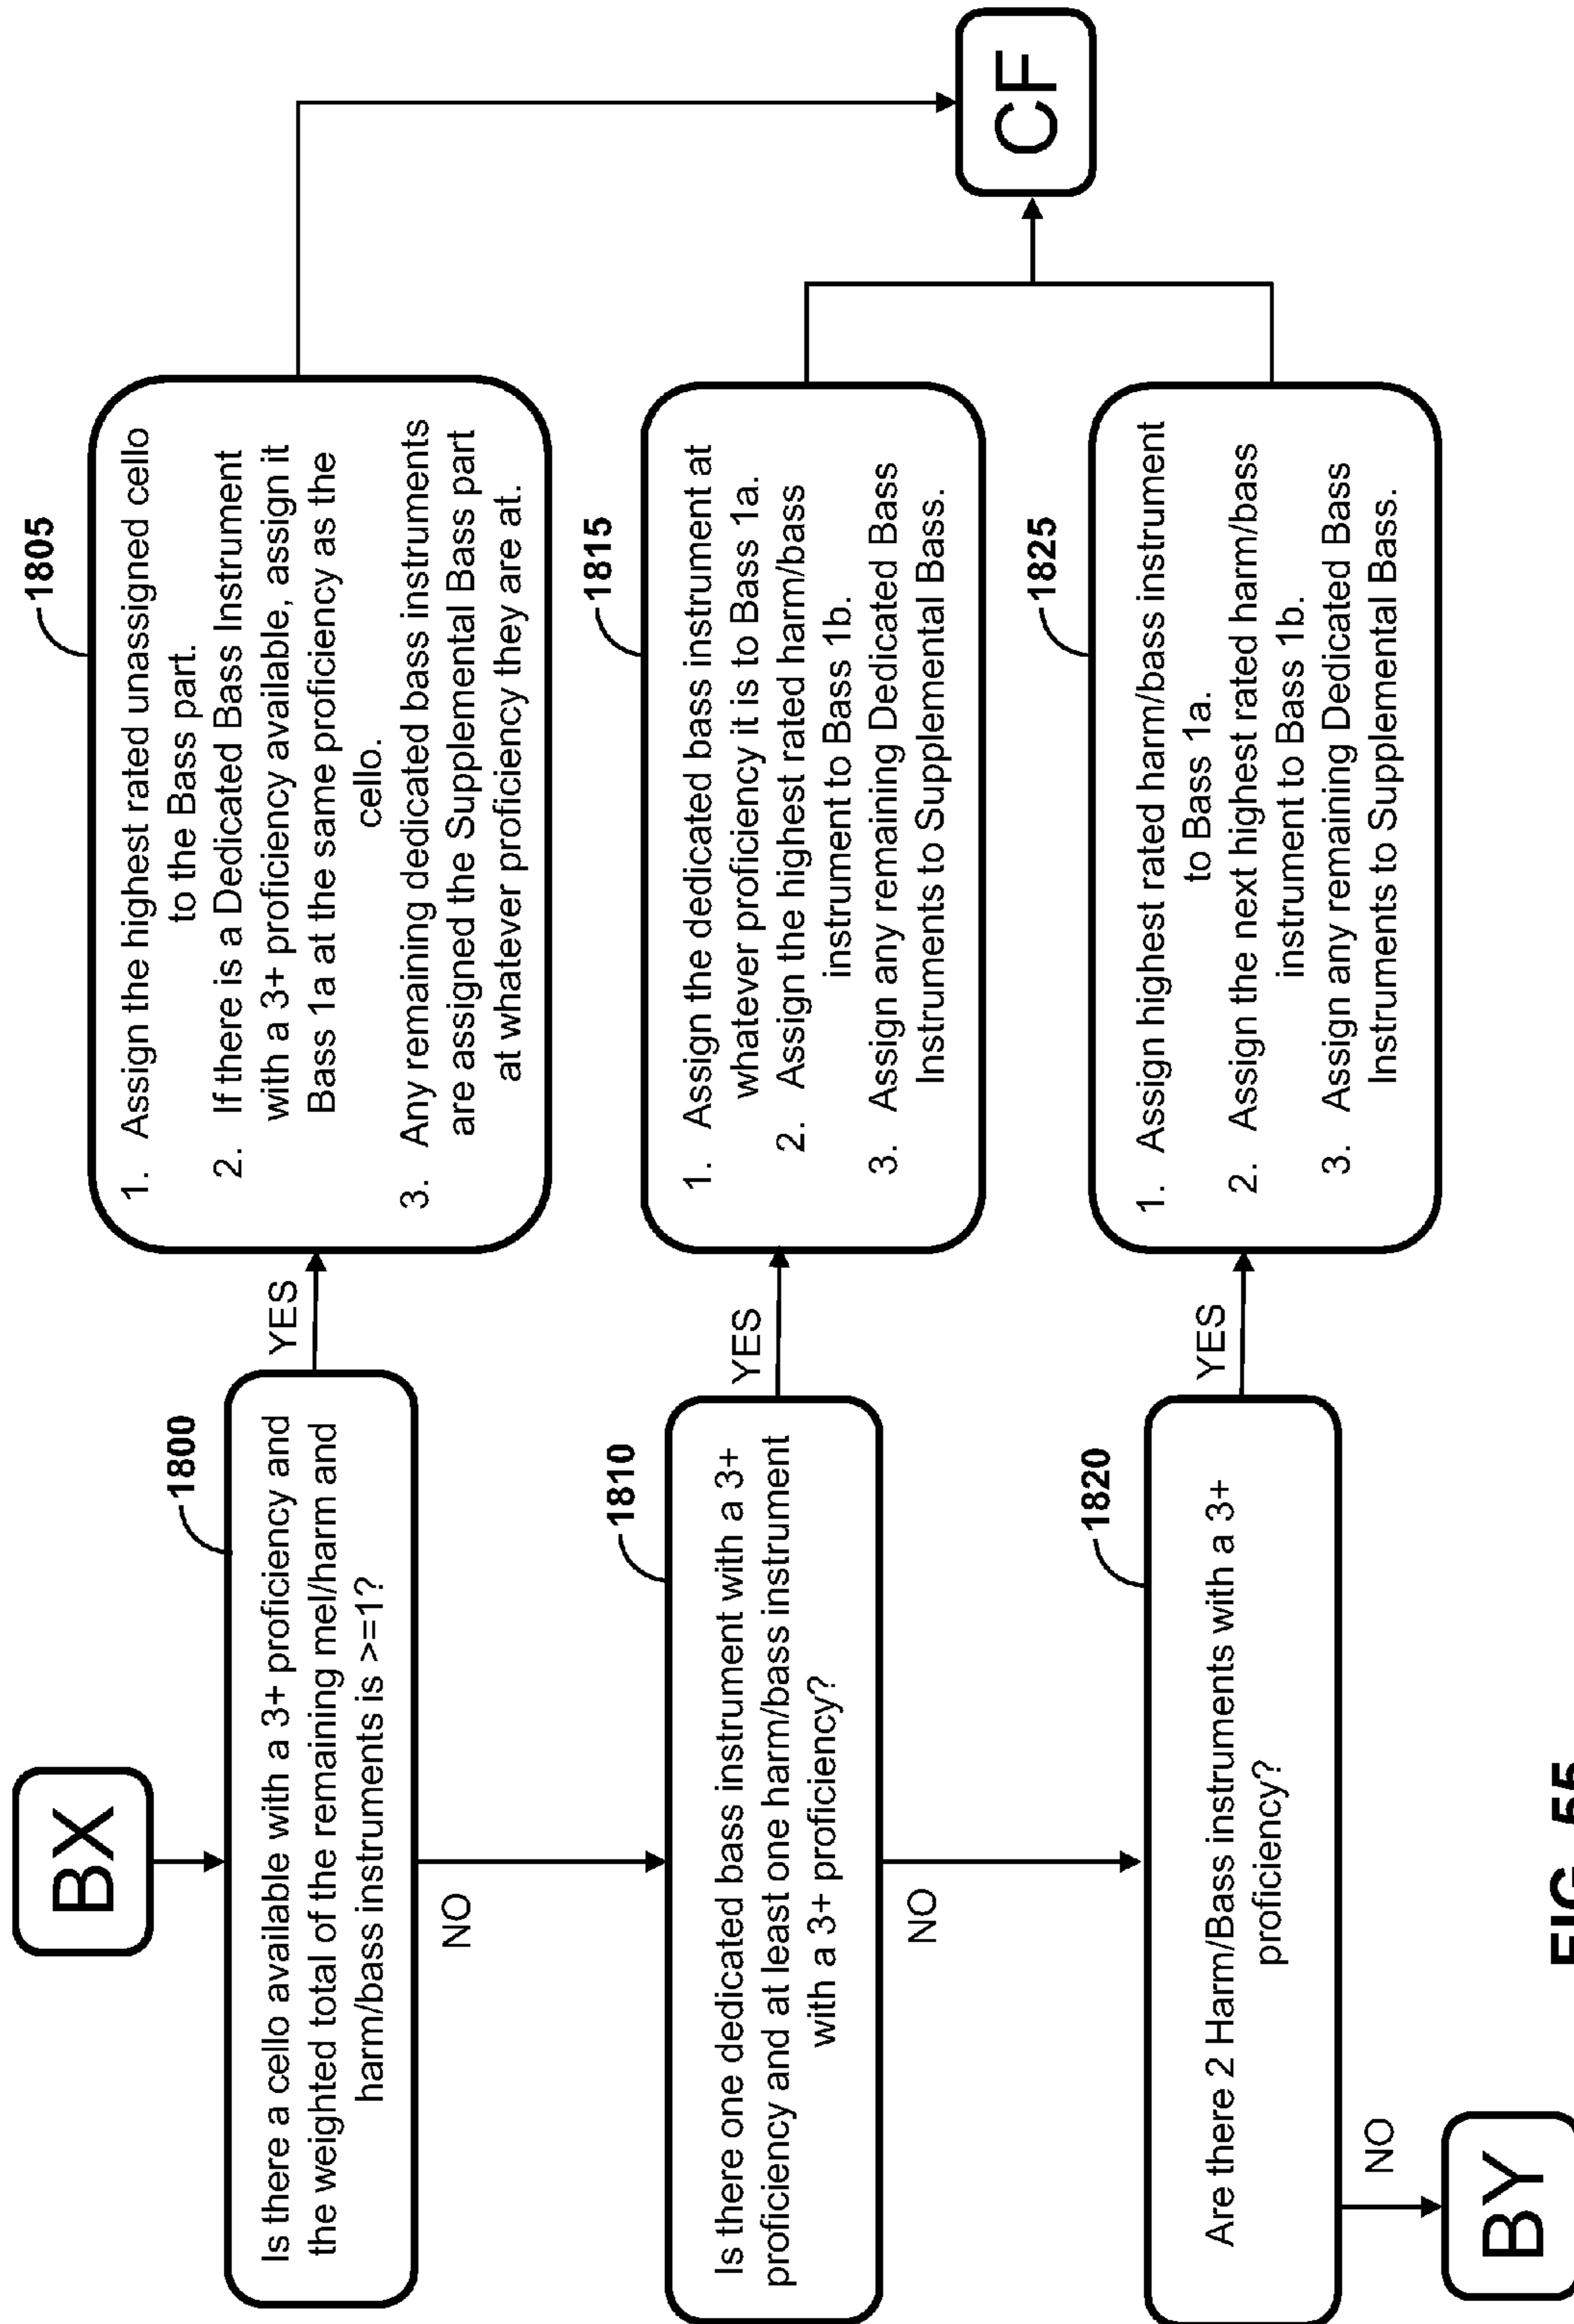 BX
1800
Is there a cello available with a 3+ proficiency and
the weighted total of the remaining mel/harm and
harm/bass instruments is >=1?
YES
1805
1. Assign the highest rated unassigned cello
to the Bass part.
2. If there is a Dedicated Bass Instrument
with a 3+ proficiency available, assign it
Bass 1a at the same proficiency as the
cello.
3. Any remaining dedicated bass instruments
are assigned the Supplemental Bass part
at whatever proficiency they are at.
NO
1810
Is there one dedicated bass instrument with a 3+
proficiency and at least one harm/bass instrument
with a 3+ proficiency?
YES
1815
1. Assign the dedicated bass instrument at
whatever proficiency it is to Bass 1a.
2. Assign the highest rated harm/bass
instrument to Bass 1b.
3. Assign any remaining Dedicated Bass
Instruments to Supplemental Bass.
CF
NO
1820
Are there 2 Harm/Bass instruments with a 3+
proficiency?
YES
1825
1. Assign highest rated harm/bass instrument
to Bass 1a.
2. Assign the next highest rated harm/bass
instrument to Bass 1b.
3. Assign any remaining Dedicated Bass
Instruments to Supplemental Bass.
NO
BY
FIG. 55